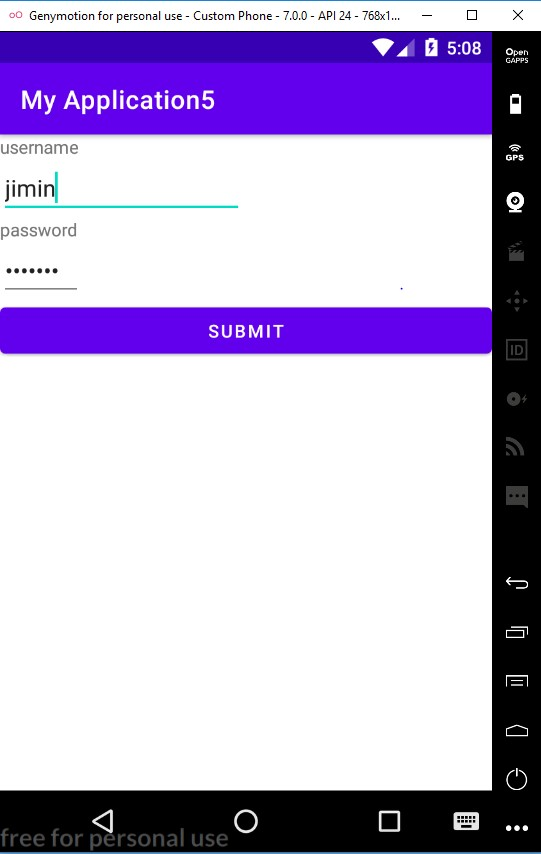 Genymotion for personal use - Custom Phone - 7.0.0 - API 24 - 768x1...
5:08
Open
GAPPS
My Application5
GPS
username
jimin
password
•••••••
SUBMIT
ID
free for personal use